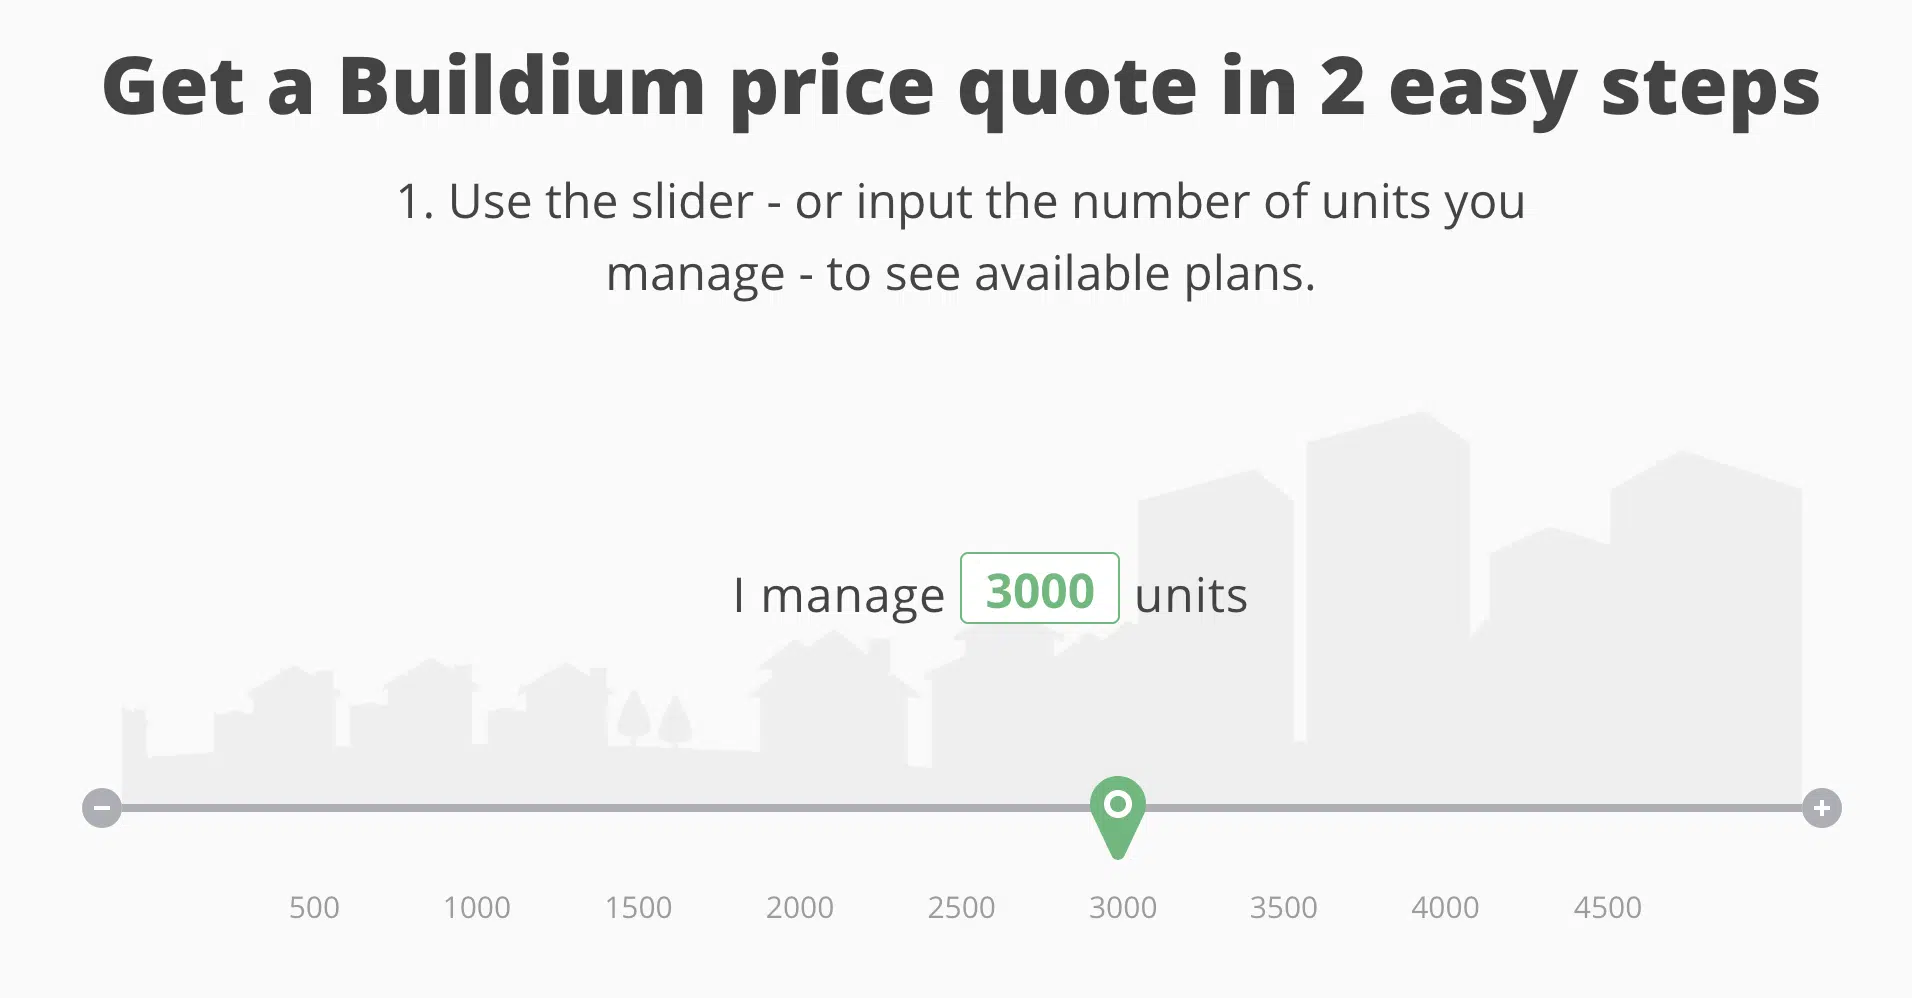 Get a Buildium price quote in 2 easy steps
1. Use the slider - or input the number of units you
manage - to see available plans.
I manage 3000 units
500 1000 1500 2000 2500 3000 3500 4000 4500